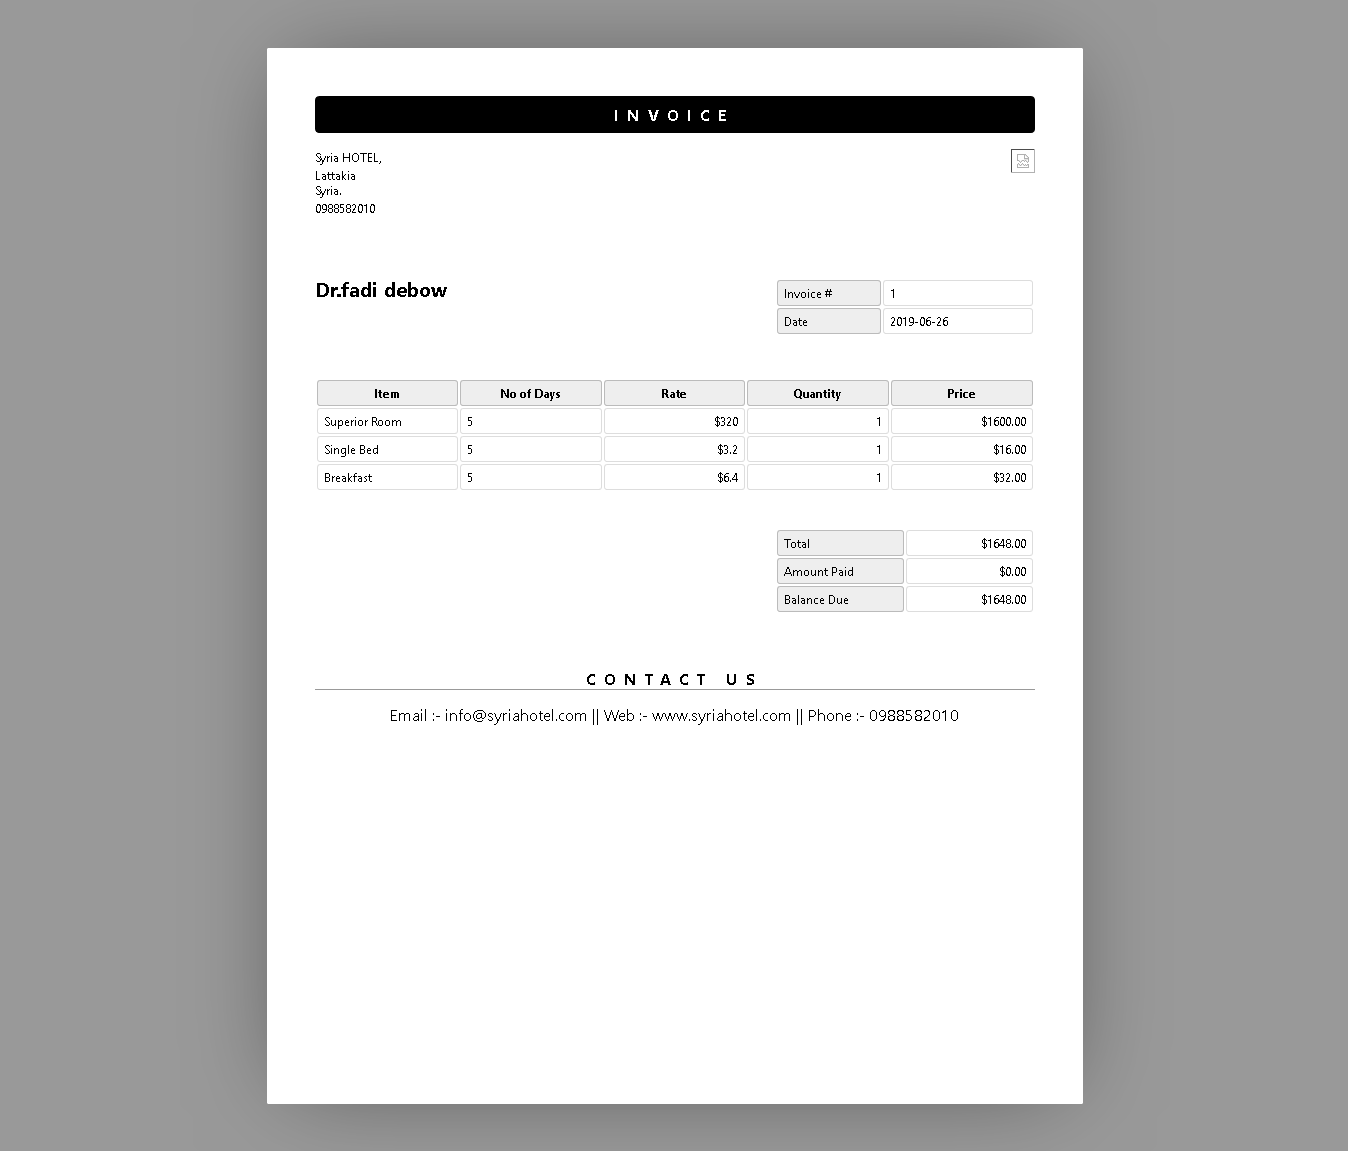 INVOICE
Syria HOTEL,
Lattakia
Syria.
0988582010
Dr.fadi debow
Invoice # 1
Date 2019-06-26
Item No of Days Rate Quantity Price
Superior Room 5 $320 1 $1600.00
Single Bed 5 $3.2 1 $16.00
Breakfast 5 $6.4 1 $32.00
Total $1648.00
Amount Paid $0.00
Balance Due $1648.00
CONTACT US
Email :- info@syriahotel.com || Web :- www.syriahotel.com || Phone :- 0988582010